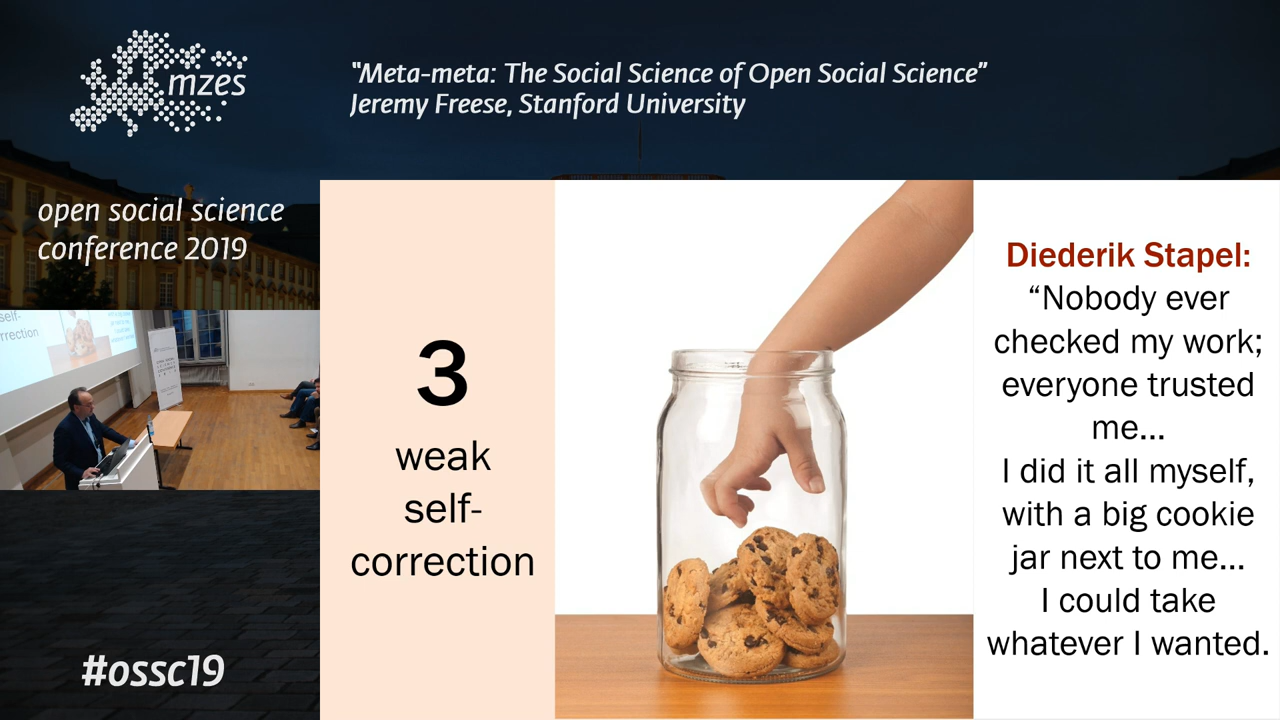 mzes
"Meta-meta: The Social Science of Open Social Science"
Jeremy Freese, Stanford University
open social science
conference 2019
self-
rrection
3
weak
self-
correction
Diederik Stapel:
“Nobody ever
checked my work;
everyone trusted
me...
I did it all myself,
with a big cookie
jar next to me...
I could take
whatever I wanted.
#ossc19